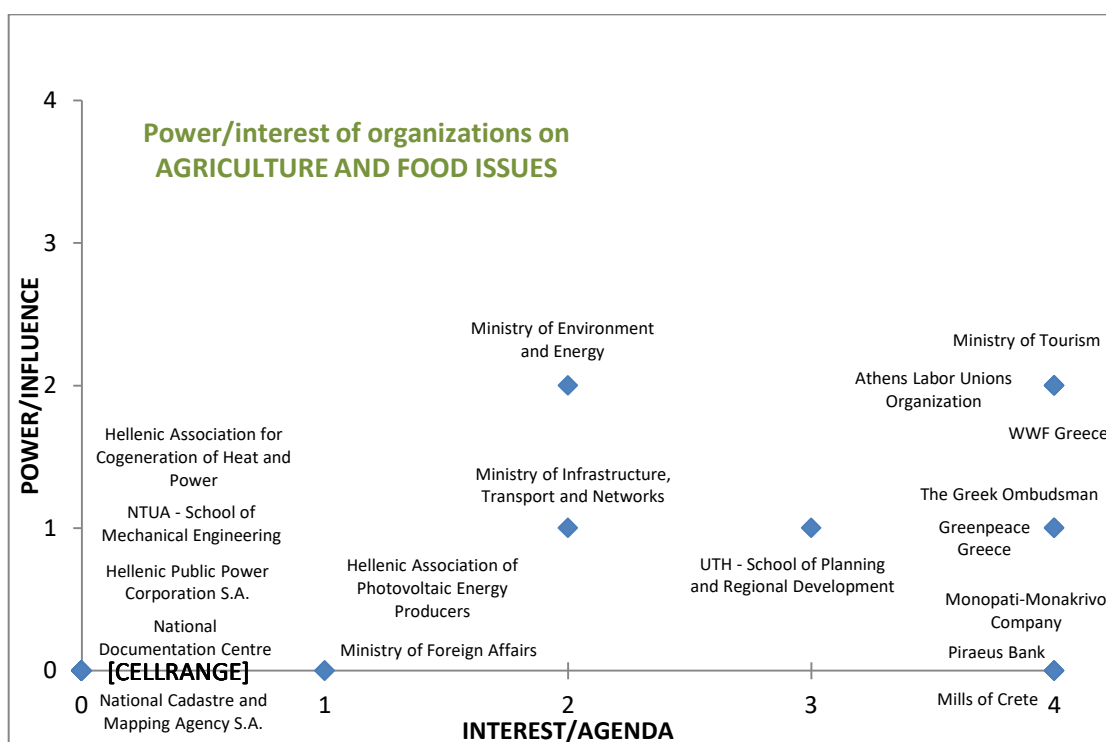 4
Power/interest of organizations on
AGRICULTURE AND FOOD ISSUES
3
POWER/INFLUENCE
Ministry of Environment
and Energy
Ministry of Tourism
2
Athens Labor Unions
Organization
WWF Greece
Hellenic Association for
Cogeneration of Heat and
Power
Ministry of Infrastructure,
Transport and Networks
The Greek Ombudsman
NTUA - School of
Mechanical Engineering
1
Greenpeace
Greece
Hellenic Public Power
Corporation S.A.
Hellenic Association of
Photovoltaic Energy
Producers
UTH - School of Planning
and Regional Development
Monopati-Monakrivo
Company
National
Documentation Centre
Ministry of Foreign Affairs
Piraeus Bank
0
[CELLRANGE]
National Cadastre and
Mapping Agency S.A.
Mills of Crete
0 1 2 3 4
INTEREST/AGENDA